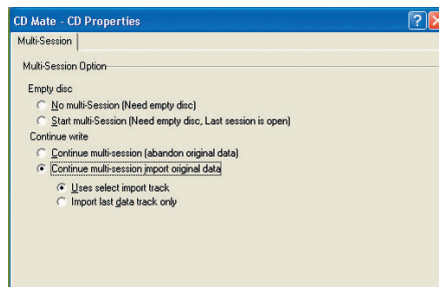 CD Mate - CD Properties
Multi-Session
Multi-Session Option
Empty disc
No multi-Session (Need empty disc)
Start multi-Session (Need empty disc, Last session is open)
Continue write
Continue multi-session (abandon original data)
Continue multi-session import original data
Uses select import track
Import last data track only